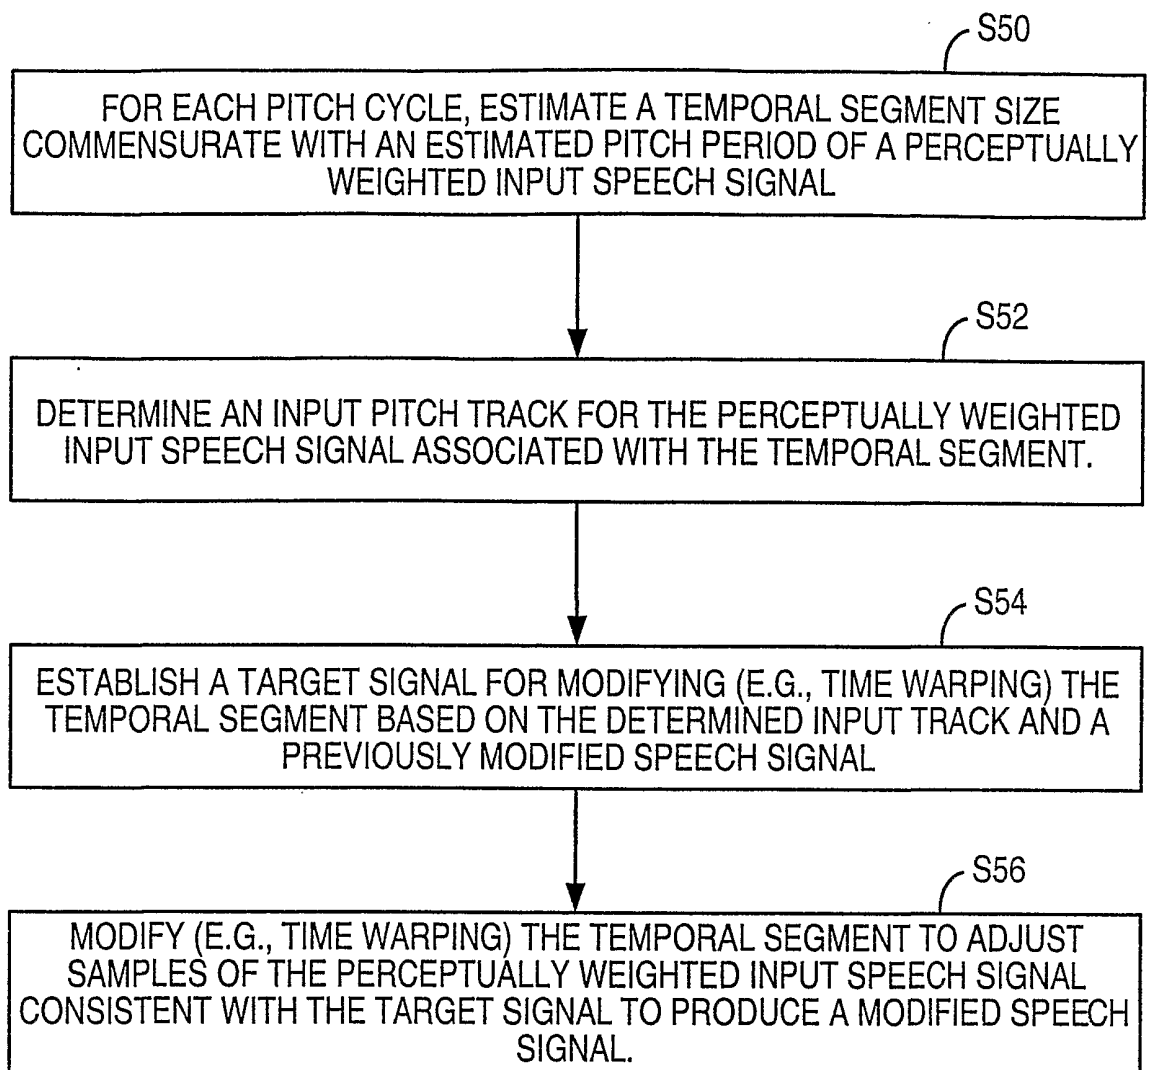 S50
FOR EACH PITCH CYCLE, ESTIMATE A TEMPORAL SEGMENT SIZE
COMMENSURATE WITH AN ESTIMATED PITCH PERIOD OF A PERCEPTUALLY
WEIGHTED INPUT SPEECH SIGNAL
S52
DETERMINE AN INPUT PITCH TRACK FOR THE PERCEPTUALLY WEIGHTED
INPUT SPEECH SIGNAL ASSOCIATED WITH THE TEMPORAL SEGMENT.
S54
ESTABLISH A TARGET SIGNAL FOR MODIFYING (E.G., TIME WARPING) THE
TEMPORAL SEGMENT BASED ON THE DETERMINED INPUT TRACK AND A
PREVIOUSLY MODIFIED SPEECH SIGNAL
S56
MODIFY (E.G., TIME WARPING) THE TEMPORAL SEGMENT TO ADJUST
SAMPLES OF THE PERCEPTUALLY WEIGHTED INPUT SPEECH SIGNAL
CONSISTENT WITH THE TARGET SIGNAL TO PRODUCE A MODIFIED SPEECH
SIGNAL.